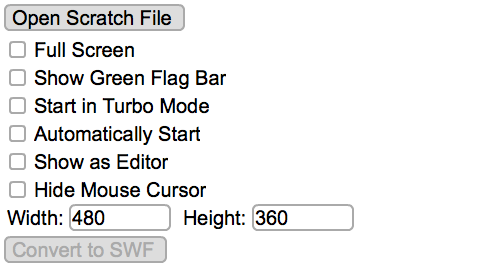 Open Scratch File
Full Screen
Show Green Flag Bar
Start in Turbo Mode
Automatically Start
Show as Editor
Hide Mouse Cursor
Width: 480 Height: 360
Convert to SWF